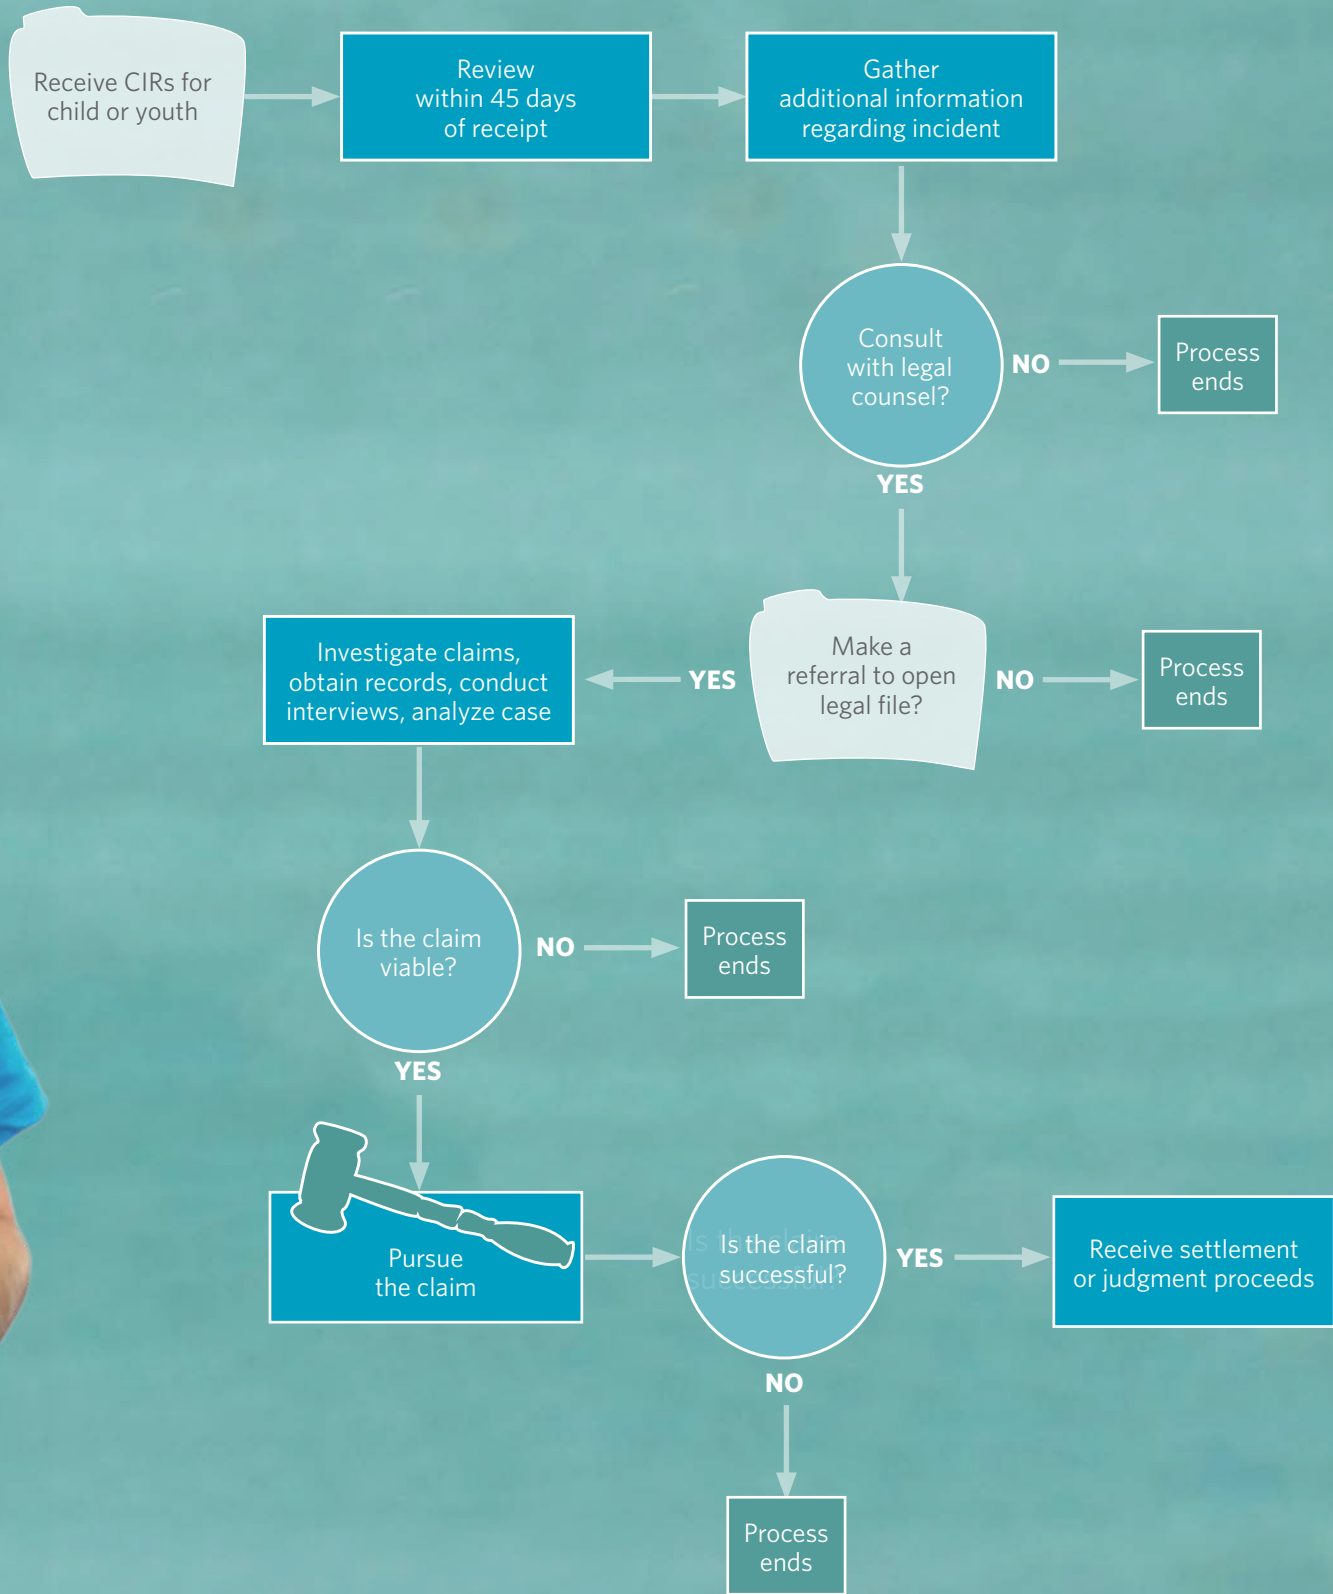 Receive CIRs for
child or youth
Review
within 45 days
of receipt
Gather
additional information
regarding incident
Consult
with legal
counsel?
NO
Process
ends
YES
Make a
referral to open
legal file?
NO
Process
ends
YES
Investigate claims,
obtain records, conduct
interviews, analyze case
Is the claim
viable?
NO
Process
ends
YES
Pursue
the claim
Is the claim
successful?
YES
Receive settlement
or judgment proceeds
NO
Process
ends